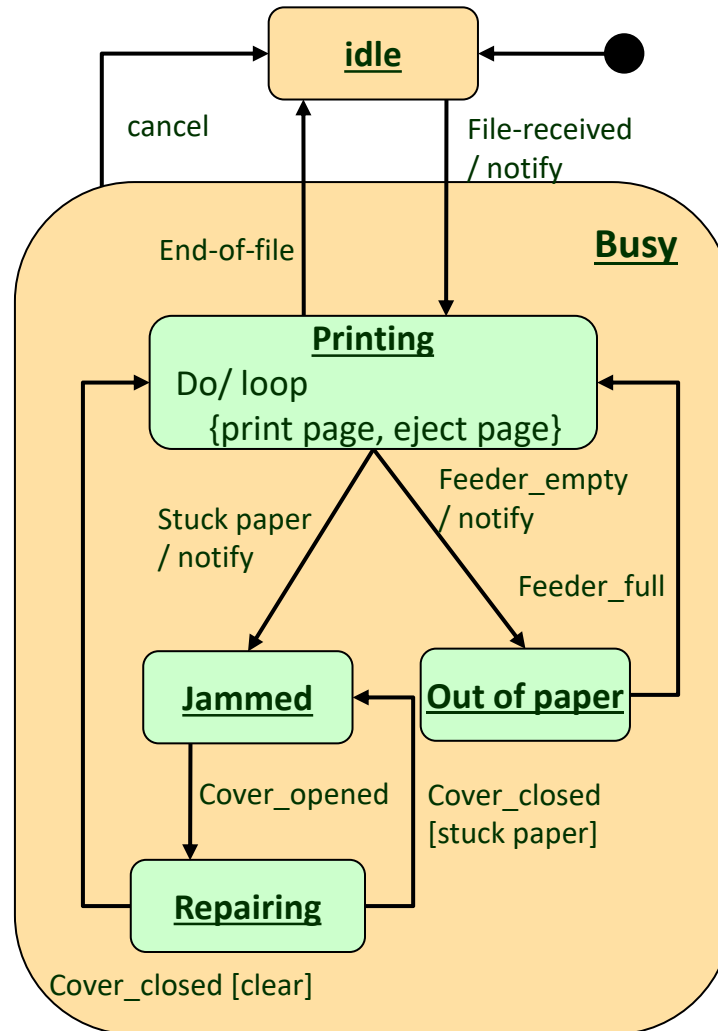 idle
cancel
File-received
/ notify
End-of-file
Busy
Printing
Do/ loop
{print page, eject page}
Stuck paper
/ notify
Feeder_empty
/ notify
Feeder_full
Jammed
Out of paper
Cover_opened
Cover_closed
[stuck paper]
Repairing
Cover_closed [clear]